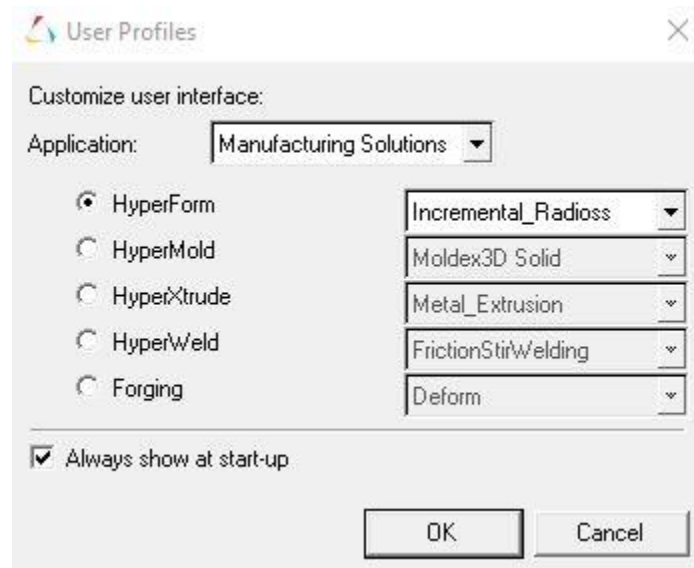 User Profiles
Customize user interface:
Application: Manufacturing Solutions
HyperForm Incremental_Radioss
HyperMold Moldex3D Solid
HyperXtrude Metal_Extrusion
HyperWeld FrictionStirWelding
Forging Deform
Always show at start-up
OK Cancel